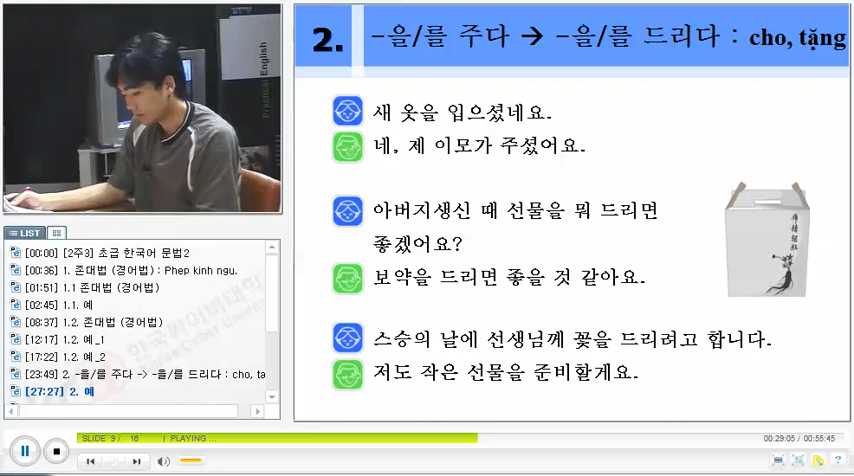 Practical English
2. -을/를 주다 → -을/를 드리다 : cho, tặng
새 옷을 입으셨네요.
네, 제 이모가 주셨어요.
아버지생신 때 선물을 뭐 드리면
좋겠어요?
보약을 드리면 좋을 것 같아요.
스승의 날에 선생님께 꽃을 드리려고 합니다.
저도 작은 선물을 준비할게요.
LIST
[00:00] [2주3] 초급 한국어 문법2
[00:36] 1. 존대법 (경어법) : Phep kinh ngu.
[01:51] 1.1 존대법 (경어법)
[02:45] 1.1. 예
[08:37] 1.2. 존대법 (경어법)
[12:17] 1.2. 예_1
[17:22] 1.2. 예_2
[23:49] 2. -을/를 주다 -> -을/를 드리다 : cho, ta
[27:27] 2. 예
SLIDE 9 / 16 | PLAYING ...
00:29:05 / 00:55:45